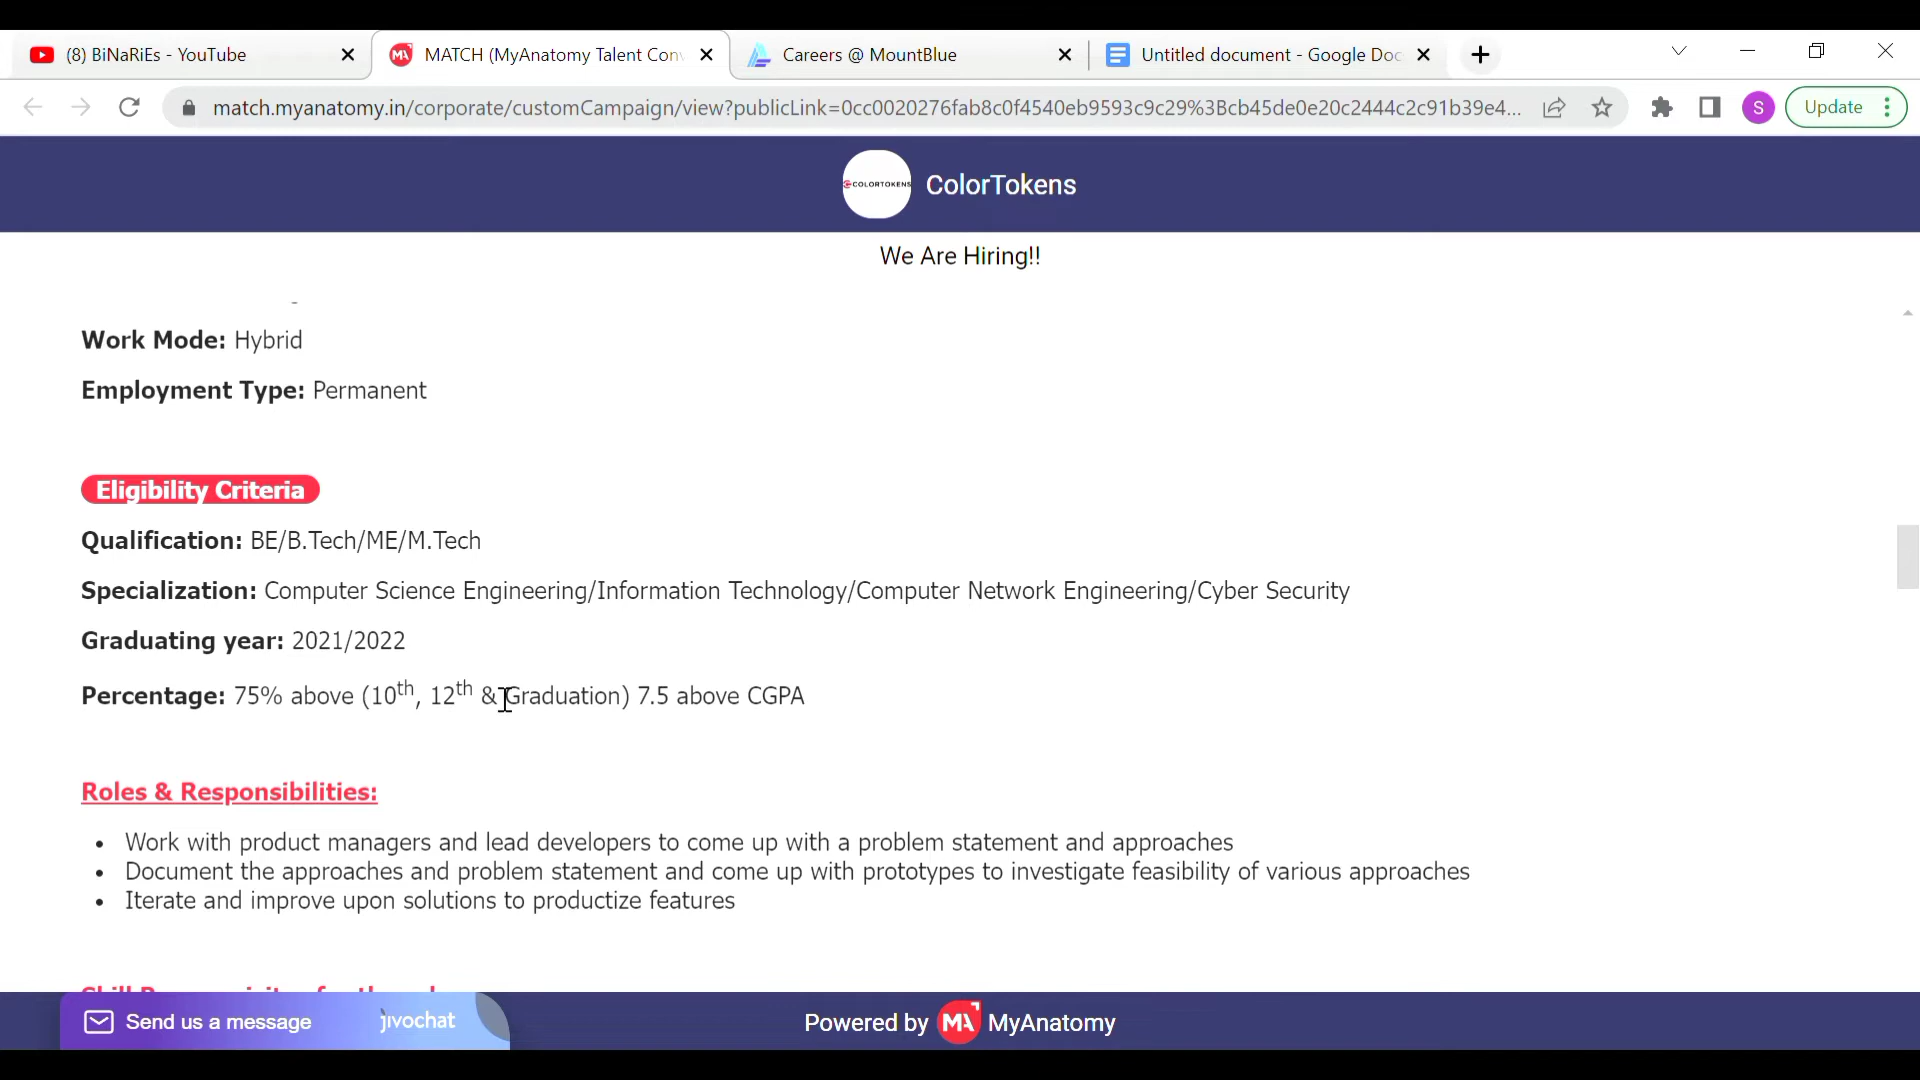 (8) BiNaRiEs - YouTube
MATCH (MyAnatomy Talent Conv
Careers @ MountBlue
Untitled document - Google Doc
match.myanatomy.in/corporate/customCampaign/view?publicLink=0cc0020276fab8c0f4540eb9593c9c29%3Bcb45de0e20c2444c2c91b39e4...
S
Update
COLORTOKENS
ColorTokens
We Are Hiring!!
Work Mode: Hybrid
Employment Type: Permanent
Eligibility Criteria
Qualification: BE/B.Tech/ME/M.Tech
Specialization: Computer Science Engineering/Information Technology/Computer Network Engineering/Cyber Security
Graduating year: 2021/2022
Percentage: 75% above (10th, 12th & Graduation) 7.5 above CGPA
Roles & Responsibilities:
• Work with product managers and lead developers to come up with a problem statement and approaches
• Document the approaches and problem statement and come up with prototypes to investigate feasibility of various approaches
• Iterate and improve upon solutions to productize features
Send us a message
jivochat
Powered by MA MyAnatomy